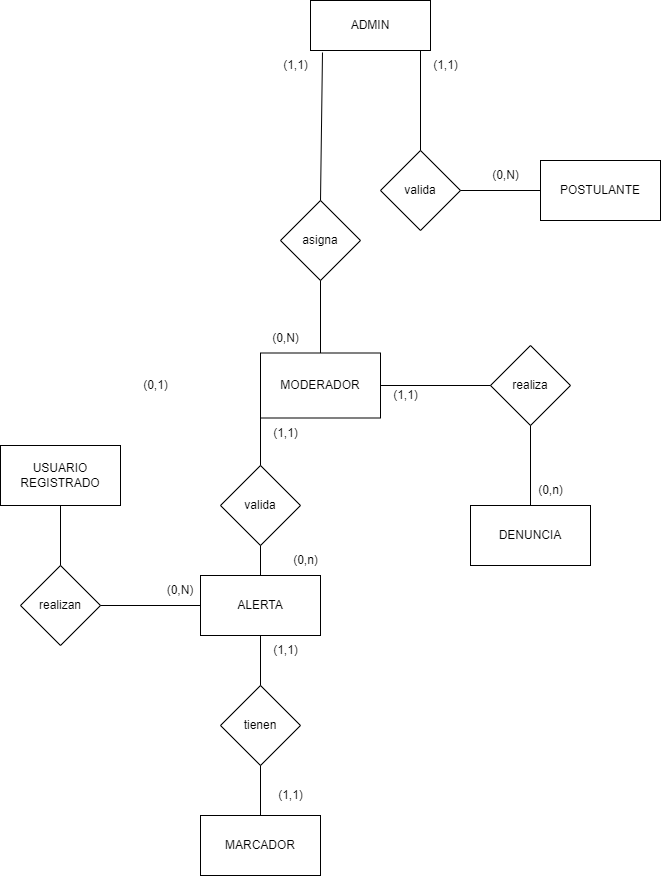 ADMIN
(1,1)
(1,1)
valida
(0,N)
POSTULANTE
asigna
(0,N)
MODERADOR
(1,1)
realiza
(0,1)
(1,1)
USUARIO
REGISTRADO
(0,n)
valida
DENUNCIA
(0,n)
realizan
(0,N)
ALERTA
(1,1)
tienen
(1,1)
MARCADOR